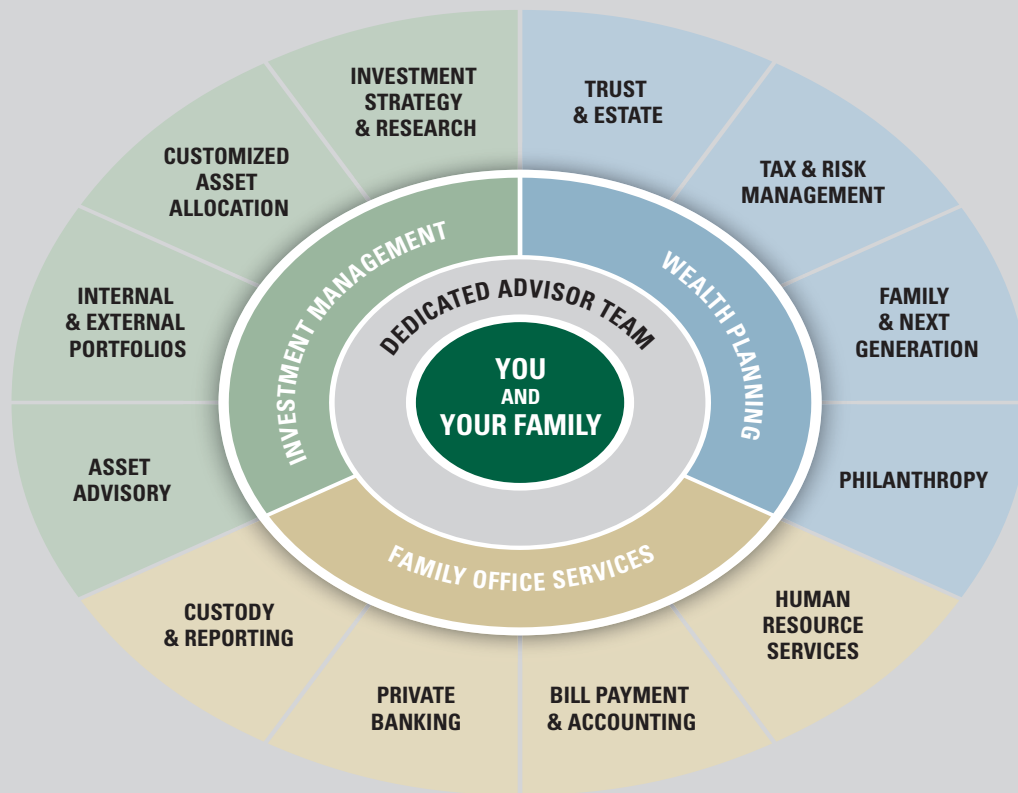 INVESTMENT
STRATEGY
& RESEARCH
TRUST
& ESTATE
CUSTOMIZED
ASSET
ALLOCATION
TAX & RISK
MANAGEMENT
INTERNAL
& EXTERNAL
PORTFOLIOS
FAMILY
& NEXT
GENERATION
ASSET
ADVISORY
PHILANTHROPY
INVESTMENT MANAGEMENT
WEALTH PLANNING
DEDICATED ADVISOR TEAM
YOU
AND
YOUR FAMILY
FAMILY OFFICE SERVICES
CUSTODY
& REPORTING
PRIVATE
BANKING
BILL PAYMENT
& ACCOUNTING
HUMAN
RESOURCE
SERVICES